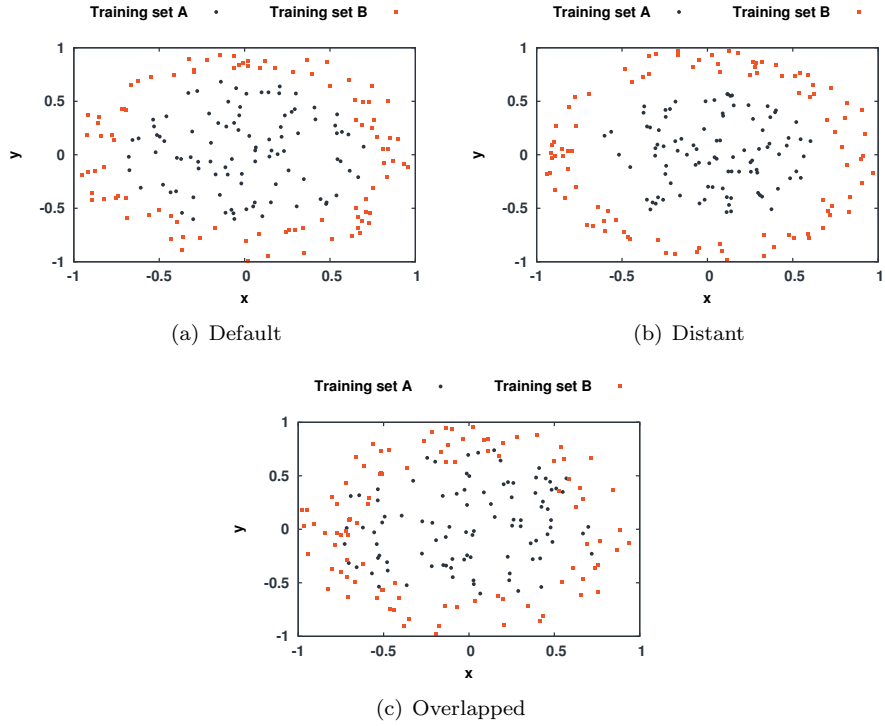 Training set A Training set B
1
0.5
0
-0.5
-1
y
-1 -0.5 0 0.5 1
x
(a) Default
Training set A Training set B
1
0.5
0
-0.5
-1
y
-1 -0.5 0 0.5 1
x
(b) Distant
Training set A Training set B
1
0.5
0
-0.5
-1
y
-1 -0.5 0 0.5 1
x
(c) Overlapped